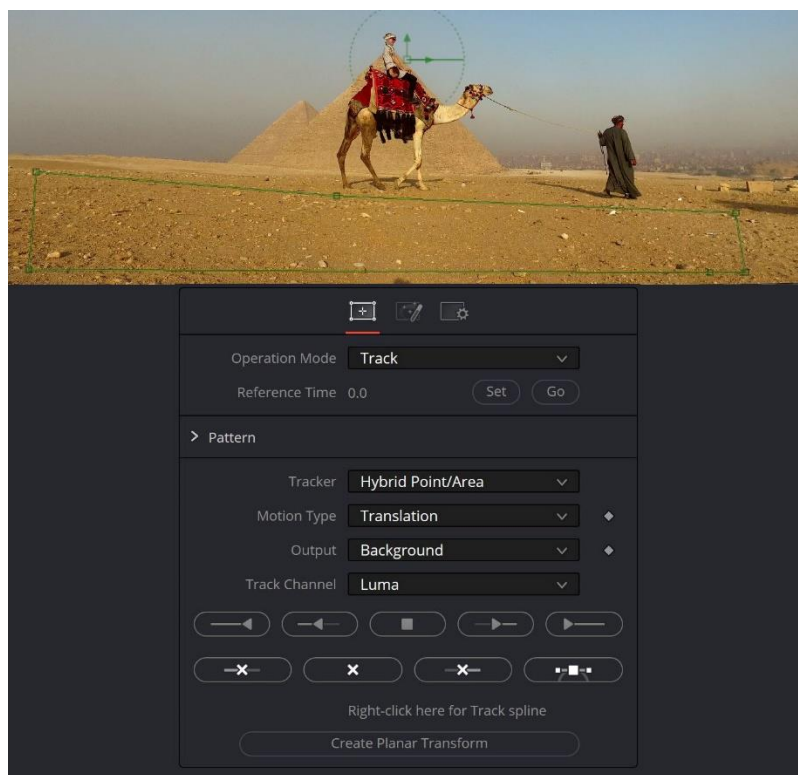 Operation Mode Track
Reference Time 0.0 Set Go
Pattern
Tracker Hybrid Point/Area
Motion Type Translation
Output Background
Track Channel Luma
Right-click here for Track spline
Create Planar Transform